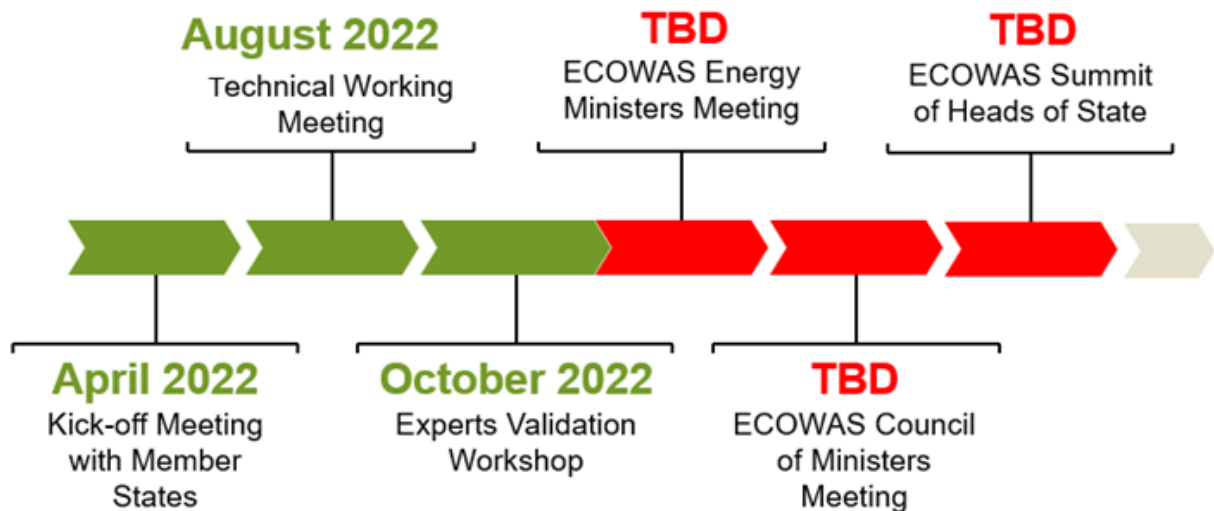 August 2022
Technical Working
Meeting
TBD
ECOWAS Energy
Ministers Meeting
TBD
ECOWAS Summit
of Heads of State
April 2022
Kick-off Meeting
with Member
States
October 2022
Experts Validation
Workshop
TBD
ECOWAS Council
of Ministers
Meeting